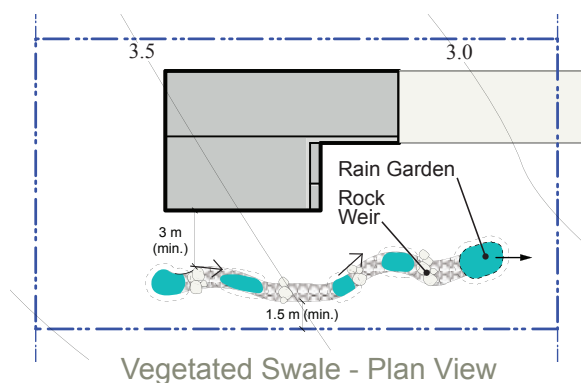 3.5
3.0
Rain Garden
Rock
Weir
3 m
(min.)
1.5 m (min.)
Vegetated Swale - Plan View